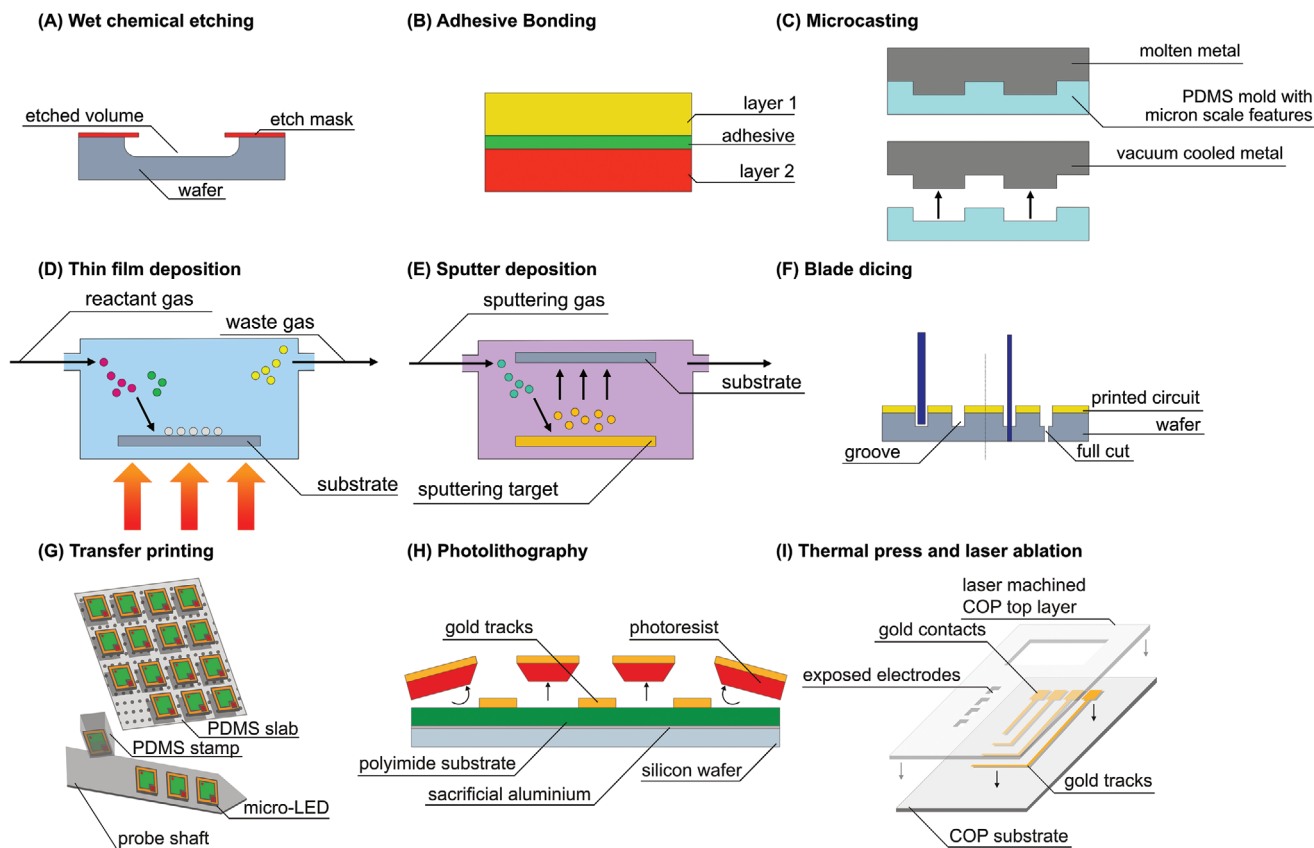 (A) Wet chemical etching
etched volume
etch mask
wafer
(B) Adhesive Bonding
layer 1
adhesive
layer 2
(C) Microcasting
molten metal
PDMS mold with
micron scale features
vacuum cooled metal
(D) Thin film deposition
reactant gas
waste gas
substrate
(E) Sputter deposition
sputtering gas
substrate
sputtering target
(F) Blade dicing
printed circuit
wafer
groove
full cut
(G) Transfer printing
PDMS slab
PDMS stamp
micro-LED
probe shaft
(H) Photolithography
gold tracks
photoresist
polyimide substrate
silicon wafer
sacrificial aluminium
(I) Thermal press and laser ablation
laser machined
COP top layer
gold contacts
exposed electrodes
gold tracks
COP substrate